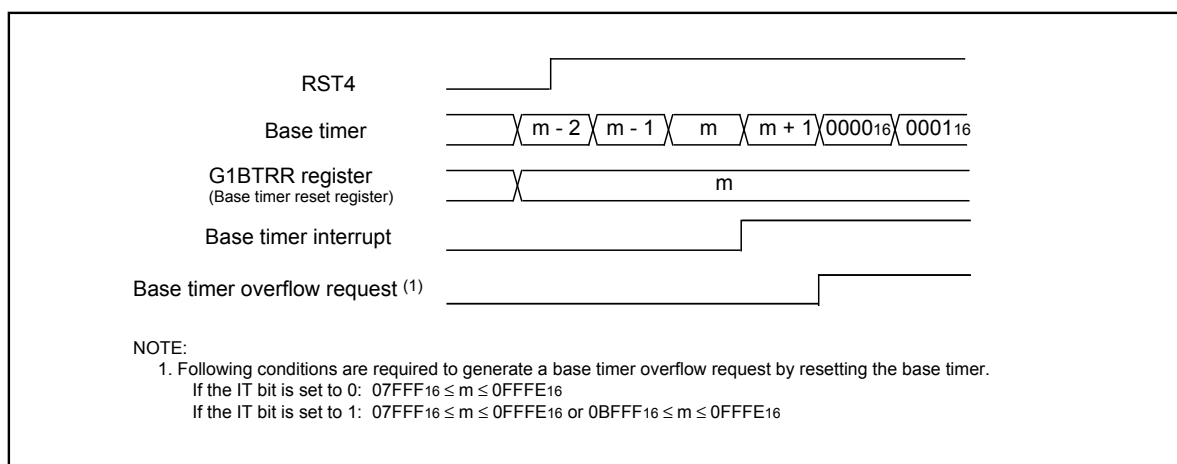 RST4
Base timer
m - 2 m - 1 m m + 1 0000₁₆ 0001₁₆
G1BTRR register
(Base timer reset register)
m
Base timer interrupt
Base timer overflow request (1)
NOTE:
1. Following conditions are required to generate a base timer overflow request by resetting the base timer.
If the IT bit is set to 0: 07FFF₁₆ ≤ m ≤ 0FFFE₁₆
If the IT bit is set to 1: 07FFF₁₆ ≤ m ≤ 0FFFE₁₆ or 0BFFF₁₆ ≤ m ≤ 0FFFE₁₆